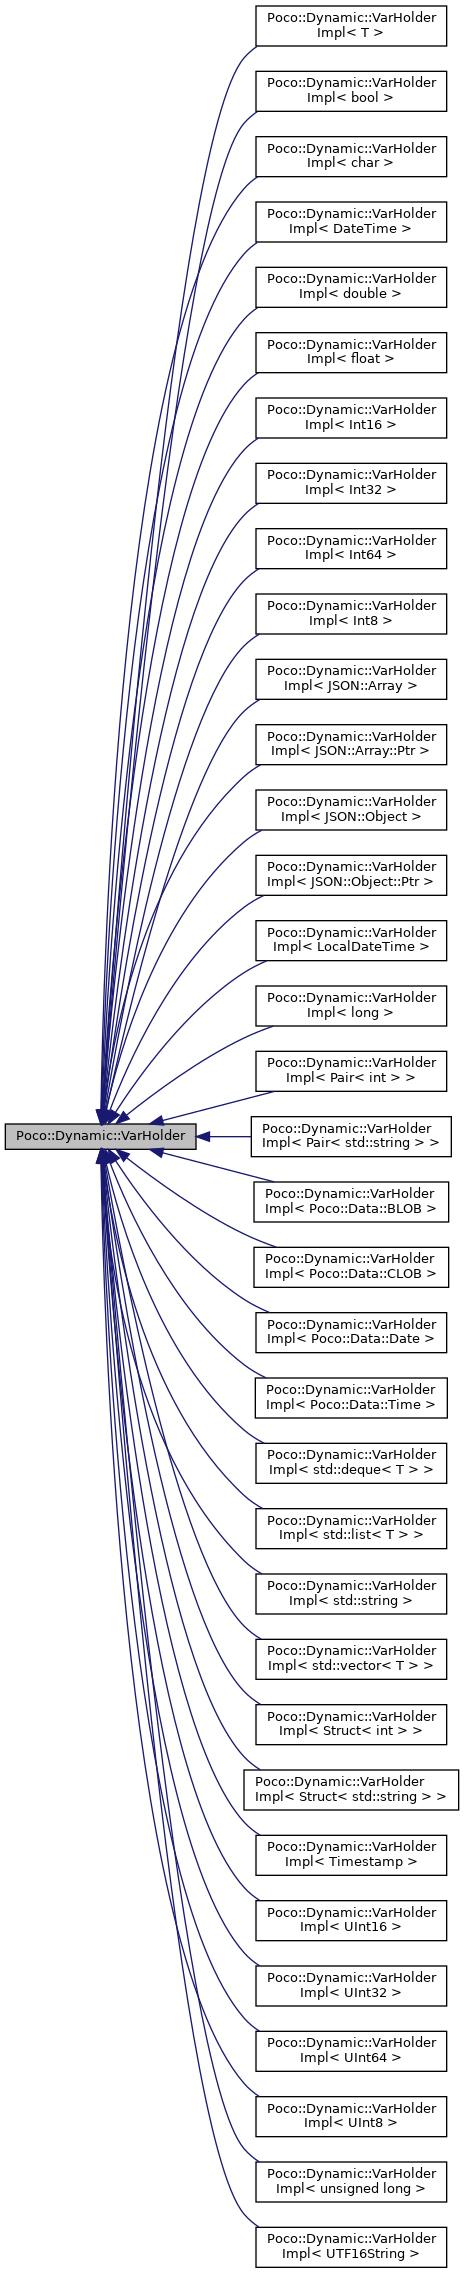 Poco::Dynamic::VarHolder
Impl< T >
Poco::Dynamic::VarHolder
Impl< bool >
Poco::Dynamic::VarHolder
Impl< char >
Poco::Dynamic::VarHolder
Impl< DateTime >
Poco::Dynamic::VarHolder
Impl< double >
Poco::Dynamic::VarHolder
Impl< float >
Poco::Dynamic::VarHolder
Impl< Int16 >
Poco::Dynamic::VarHolder
Impl< Int32 >
Poco::Dynamic::VarHolder
Impl< Int64 >
Poco::Dynamic::VarHolder
Impl< Int8 >
Poco::Dynamic::VarHolder
Impl< JSON::Array >
Poco::Dynamic::VarHolder
Impl< JSON::Array::Ptr >
Poco::Dynamic::VarHolder
Impl< JSON::Object >
Poco::Dynamic::VarHolder
Impl< JSON::Object::Ptr >
Poco::Dynamic::VarHolder
Impl< LocalDateTime >
Poco::Dynamic::VarHolder
Impl< long >
Poco::Dynamic::VarHolder
Impl< Pair< int > >
Poco::Dynamic::VarHolder
Poco::Dynamic::VarHolder
Impl< Pair< std::string > >
Poco::Dynamic::VarHolder
Impl< Poco::Data::BLOB >
Poco::Dynamic::VarHolder
Impl< Poco::Data::CLOB >
Poco::Dynamic::VarHolder
Impl< Poco::Data::Date >
Poco::Dynamic::VarHolder
Impl< Poco::Data::Time >
Poco::Dynamic::VarHolder
Impl< std::deque< T > >
Poco::Dynamic::VarHolder
Impl< std::list< T > >
Poco::Dynamic::VarHolder
Impl< std::string >
Poco::Dynamic::VarHolder
Impl< std::vector< T > >
Poco::Dynamic::VarHolder
Impl< Struct< int > >
Poco::Dynamic::VarHolder
Impl< Struct< std::string > >
Poco::Dynamic::VarHolder
Impl< Timestamp >
Poco::Dynamic::VarHolder
Impl< UInt16 >
Poco::Dynamic::VarHolder
Impl< UInt32 >
Poco::Dynamic::VarHolder
Impl< UInt64 >
Poco::Dynamic::VarHolder
Impl< UInt8 >
Poco::Dynamic::VarHolder
Impl< unsigned long >
Poco::Dynamic::VarHolder
Impl< UTF16String >